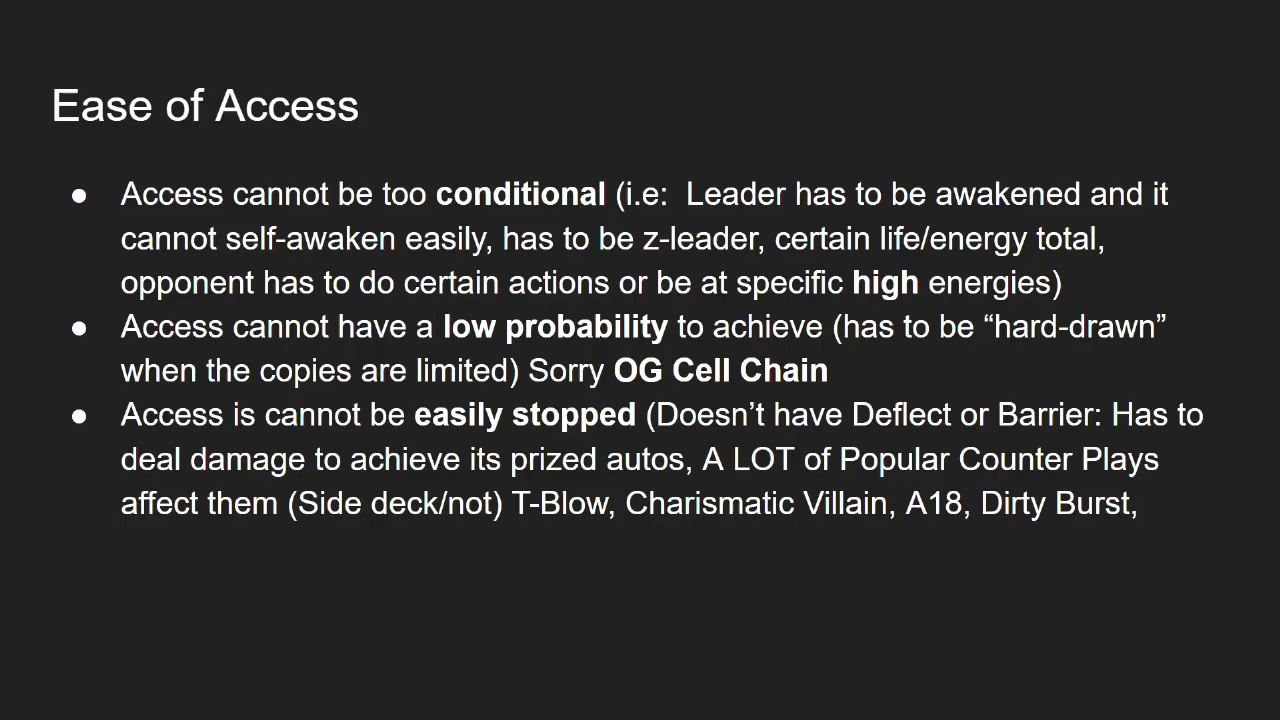 Ease of Access
● Access cannot be too conditional (i.e:  Leader has to be awakened and it
cannot self-awaken easily, has to be z-leader, certain life/energy total,
opponent has to do certain actions or be at specific high energies)
● Access cannot have a low probability to achieve (has to be “hard-drawn”
when the copies are limited) Sorry OG Cell Chain
● Access is cannot be easily stopped (Doesn’t have Deflect or Barrier: Has to
deal damage to achieve its prized autos, A LOT of Popular Counter Plays
affect them (Side deck/not) T-Blow, Charismatic Villain, A18, Dirty Burst,